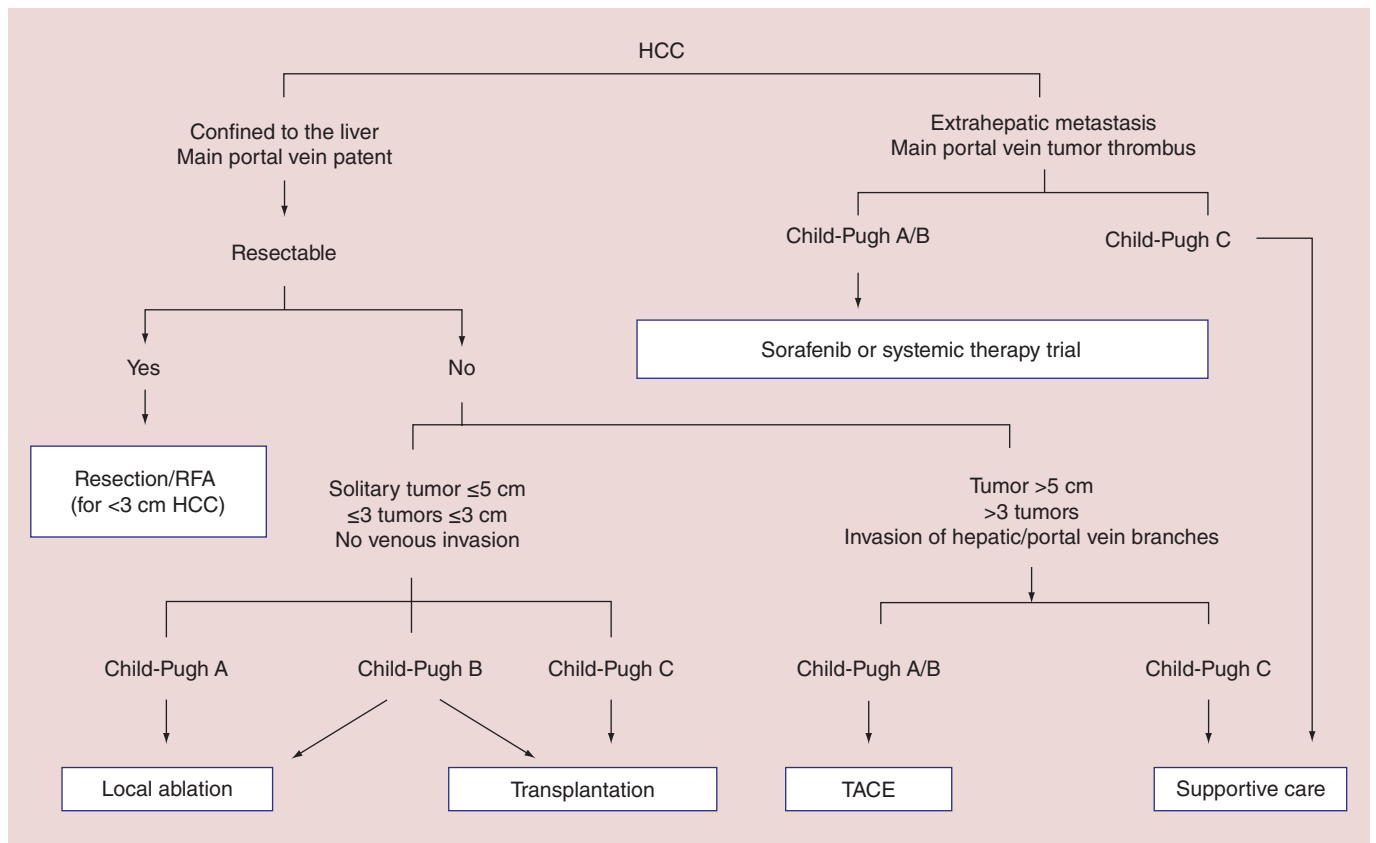 HCC
Confined to the liver
Main portal vein patent
Extrahepatic metastasis
Main portal vein tumor thrombus
Resectable
Child-Pugh A/B
Child-Pugh C
Sorafenib or systemic therapy trial
Yes
No
Resection/RFA
(for <3 cm HCC)
Solitary tumor ≤5 cm
≤3 tumors ≤3 cm
No venous invasion
Tumor >5 cm
>3 tumors
Invasion of hepatic/portal vein branches
Child-Pugh A
Child-Pugh B
Child-Pugh C
Child-Pugh A/B
Child-Pugh C
Local ablation
Transplantation
TACE
Supportive care